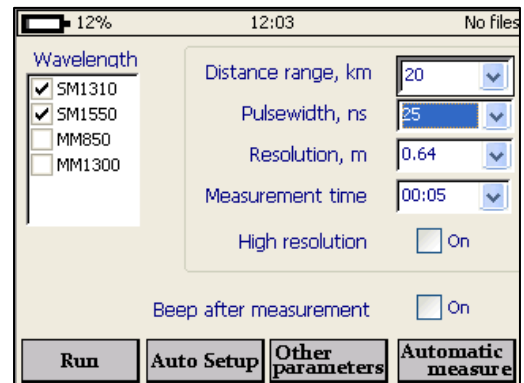 12% 12:03 No files
Wavelength
SM1310
SM1550
MM850
MM1300
Distance range, km 20
Pulsewidth, ns 25
Resolution, m 0.64
Measurement time 00:05
High resolution On
Beep after measurement On
Run Auto Setup Other parameters Automatic measure